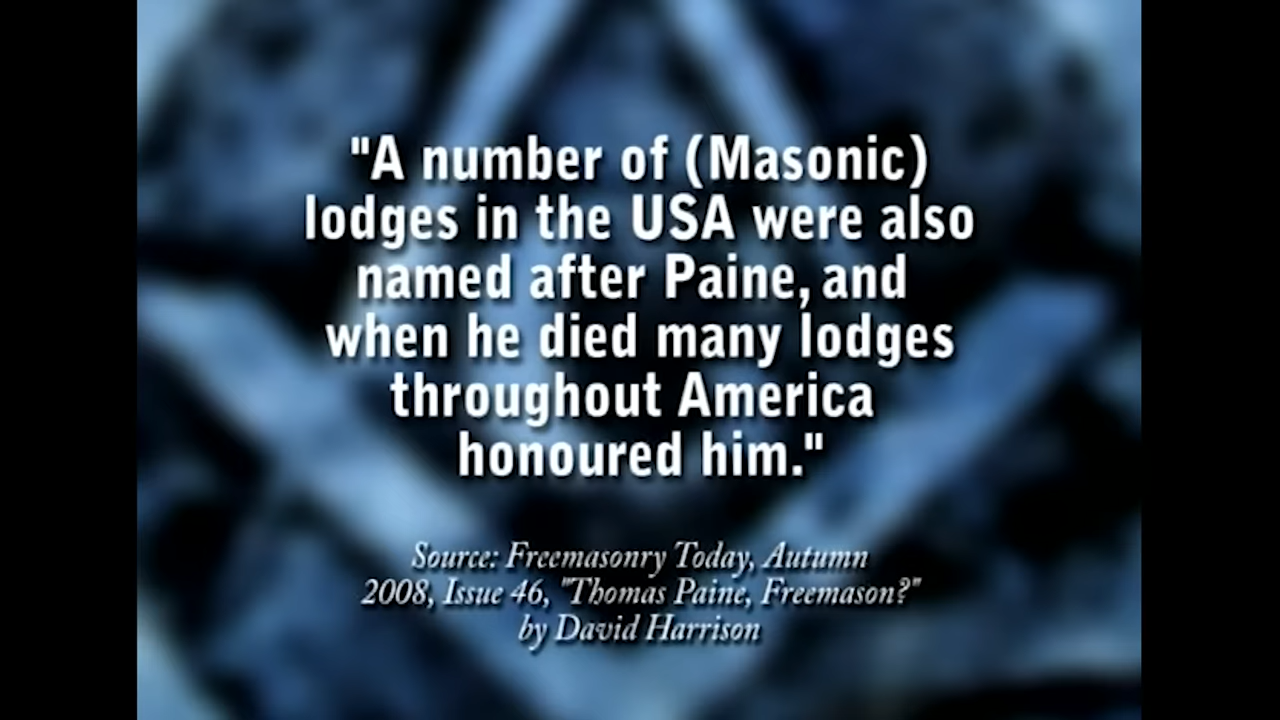 "A number of (Masonic)
lodges in the USA were also
named after Paine, and
when he died many lodges
throughout America
honoured him."
Source: Freemasonry Today, Autumn
2008, Issue 46, "Thomas Paine, Freemason?"
by David Harrison